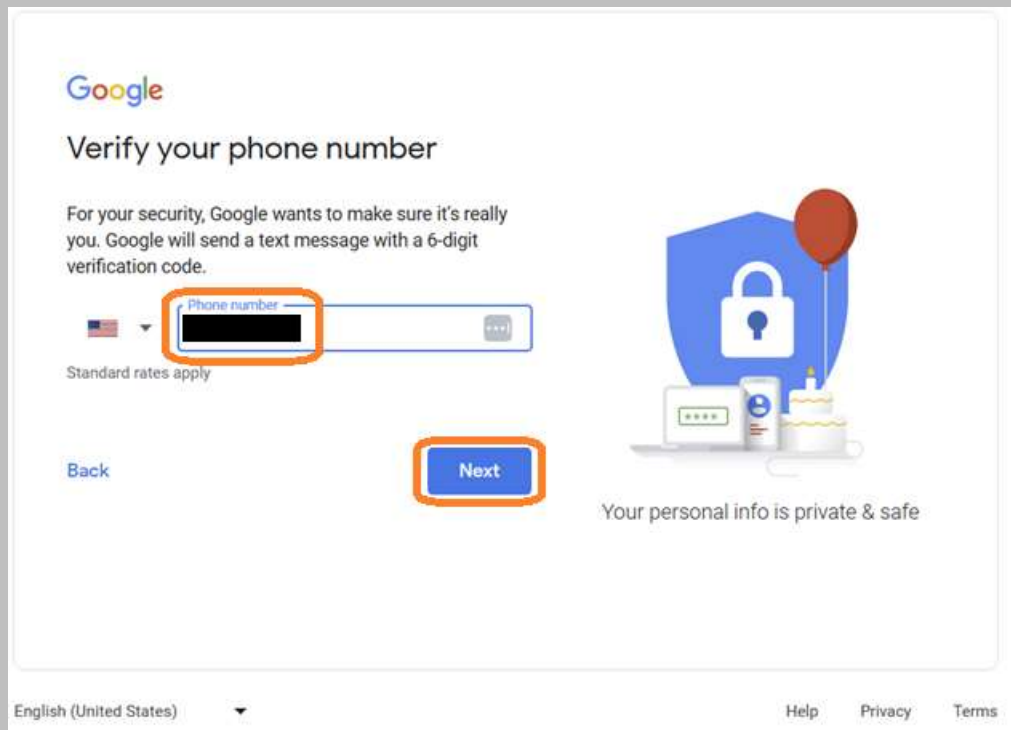 Google
Verify your phone number
For your security, Google wants to make sure it's really
you. Google will send a text message with a 6-digit
verification code.
Phone number
Standard rates apply
Back
Next
Your personal info is private & safe
English (United States)
Help Privacy Terms